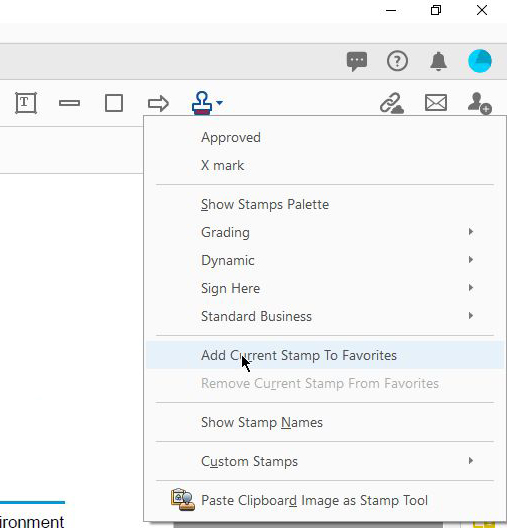 T
?
Approved
X mark
Show Stamps Palette
Grading
Dynamic
Sign Here
Standard Business
Add Current Stamp To Favorites
Remove Current Stamp From Favorites
Show Stamp Names
Custom Stamps
Paste Clipboard Image as Stamp Tool
ironment